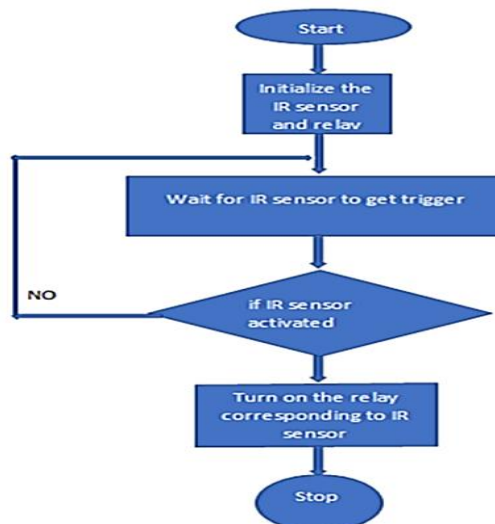 Start
Initialize the
IR sensor
and relay
Wait for IR sensor to get trigger
NO
if IR sensor
activated
Turn on the relay
corresponding to IR
sensor
Stop